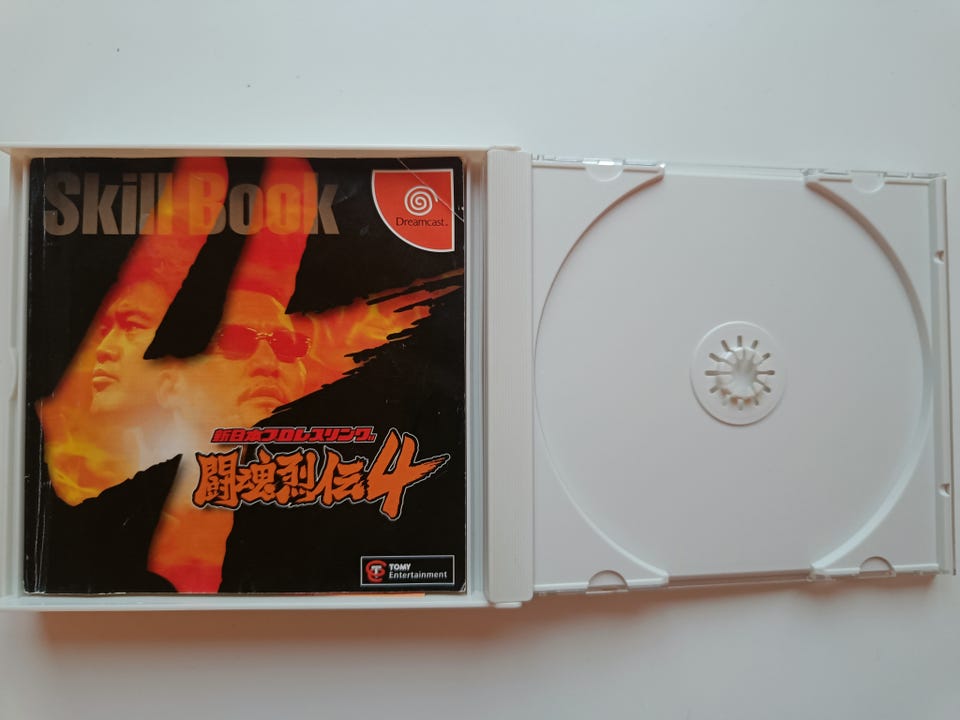 Skill Book
Dreamcast.
新日本プロレスリング
闘魂烈伝4
TOMY
Entertainment